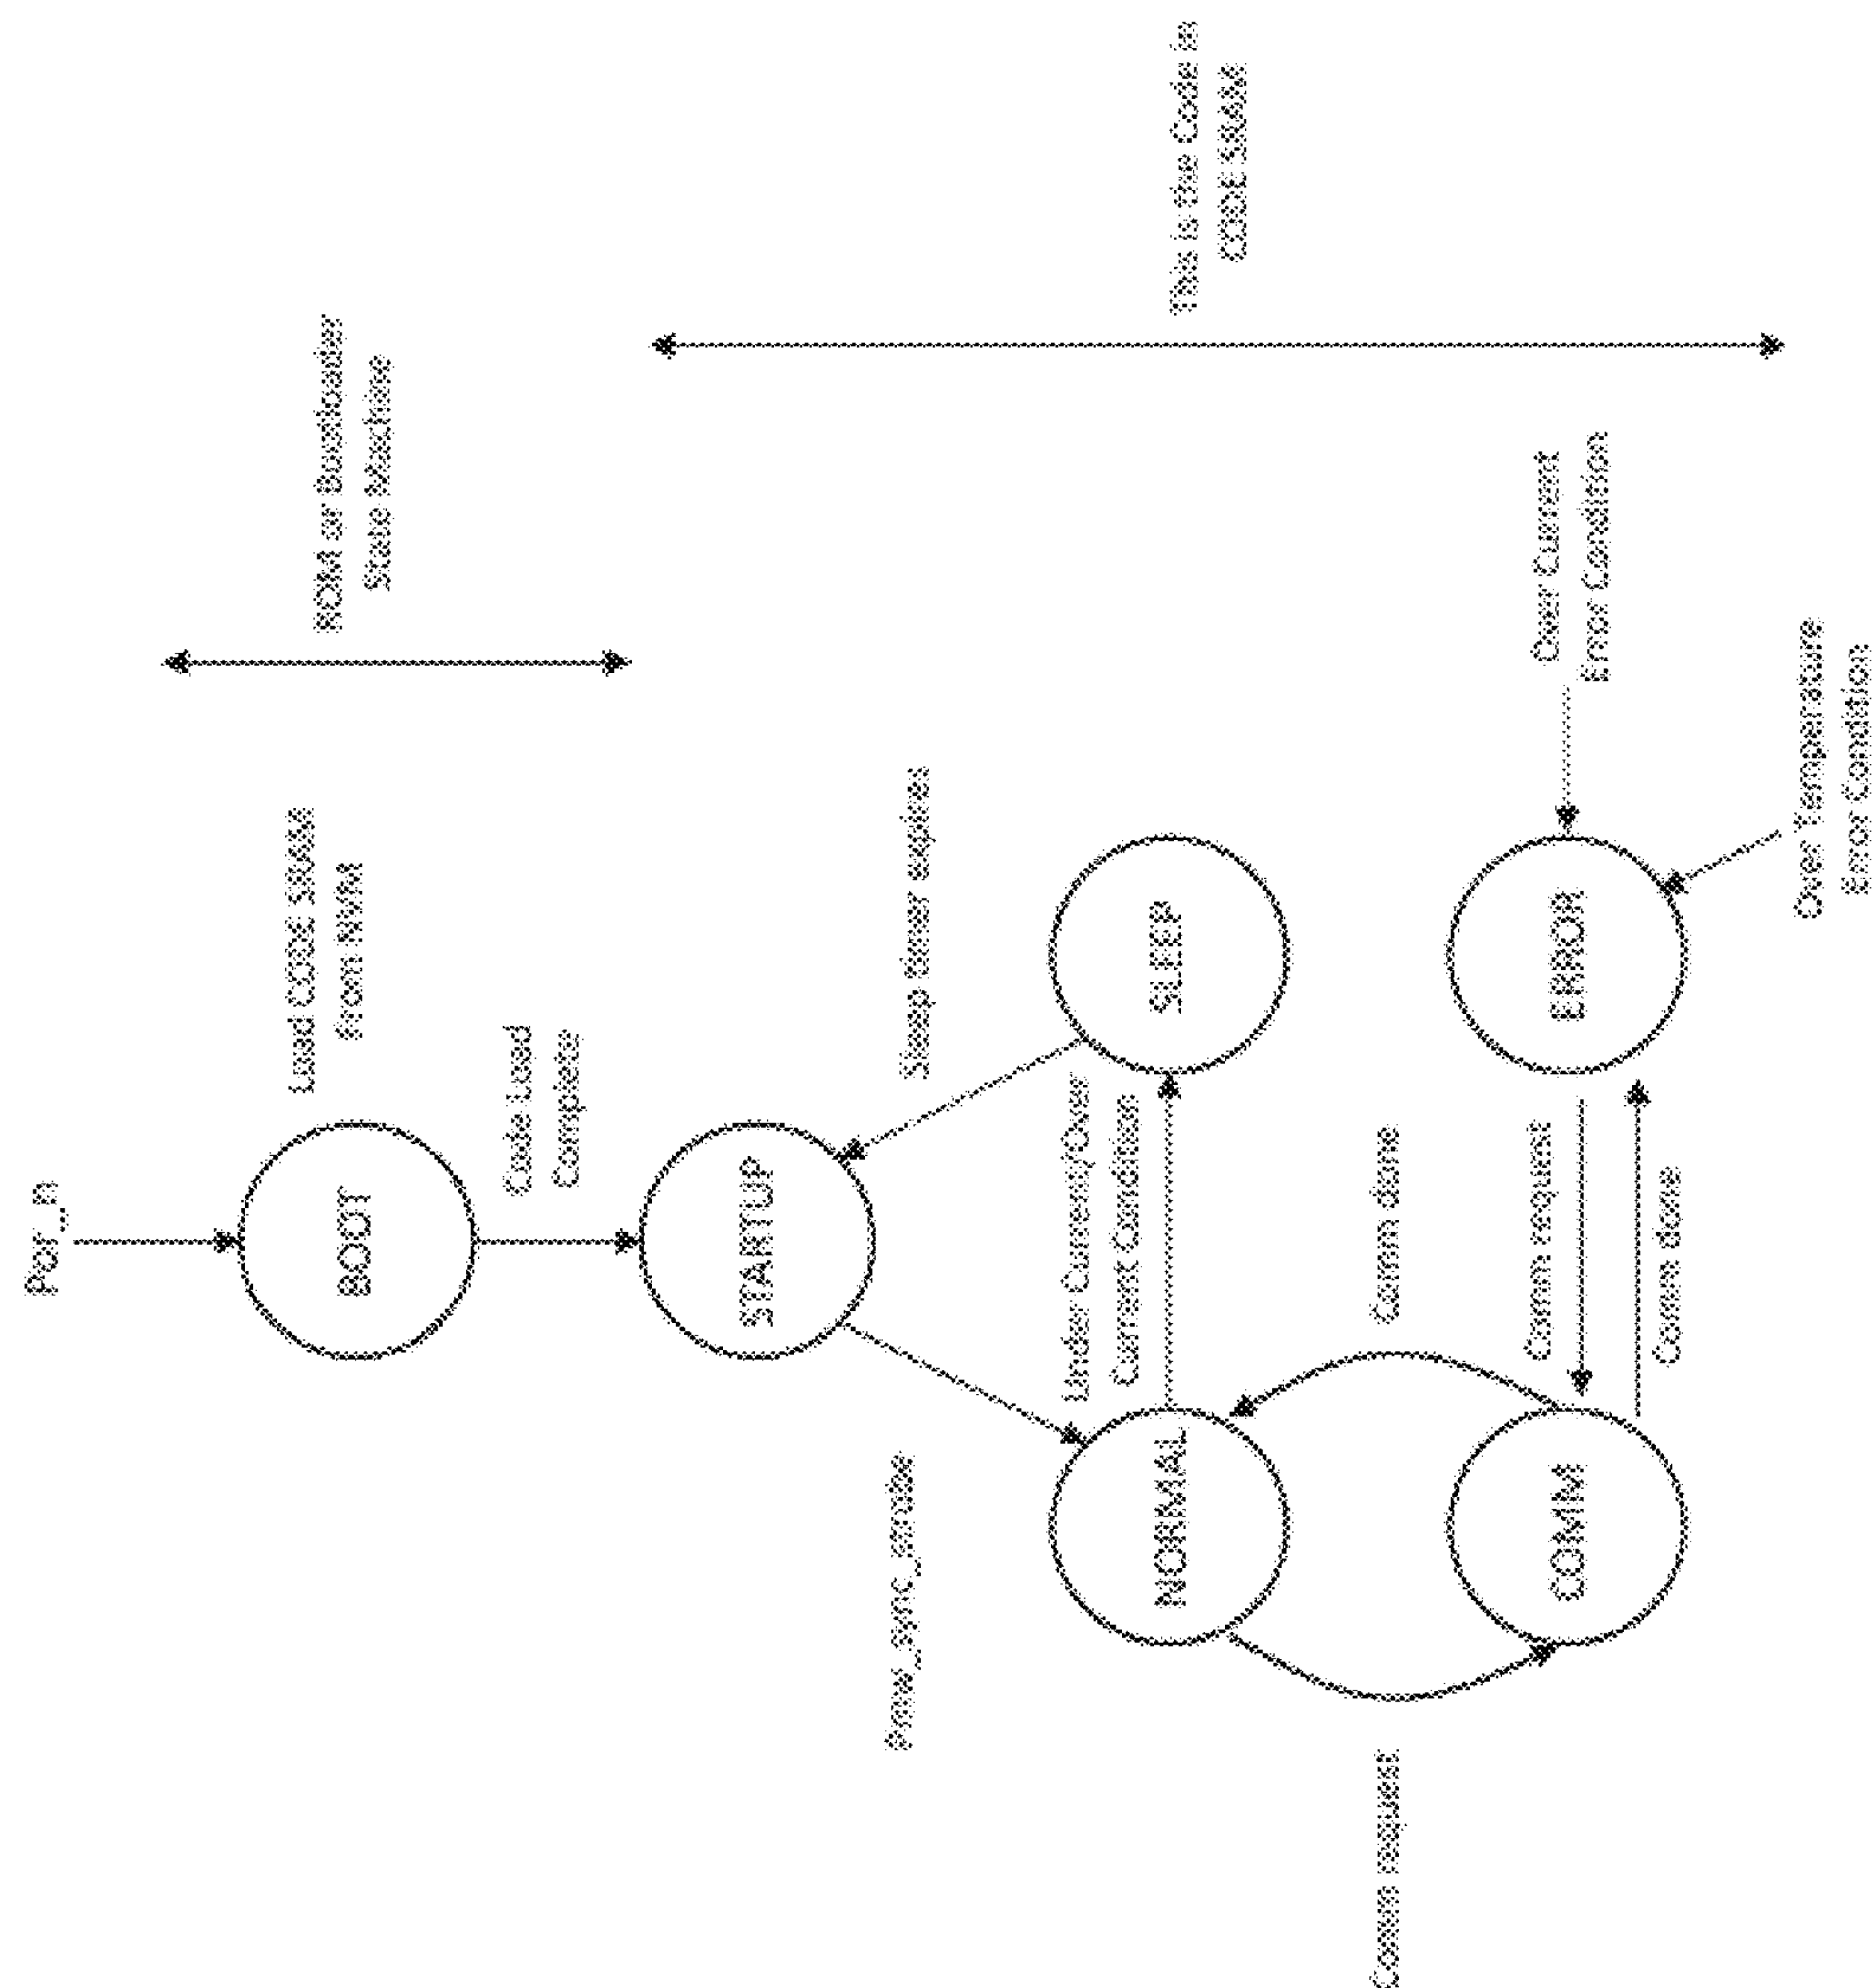 Por_n
BOOT
Load CODE SRAM
from NVM
ROM or Bootloader
State Machine
Code Load
Complete
STARTUP
Sleep timer expires
Under Current/Over
Current Condition
NORMAL
SLEEP
This is the Code in
CODE SRAM
Comm request
Comm done
Comm request
Comm done
COMM
ERROR
Over Current
Error Condition
Over Temperature
Error Condition